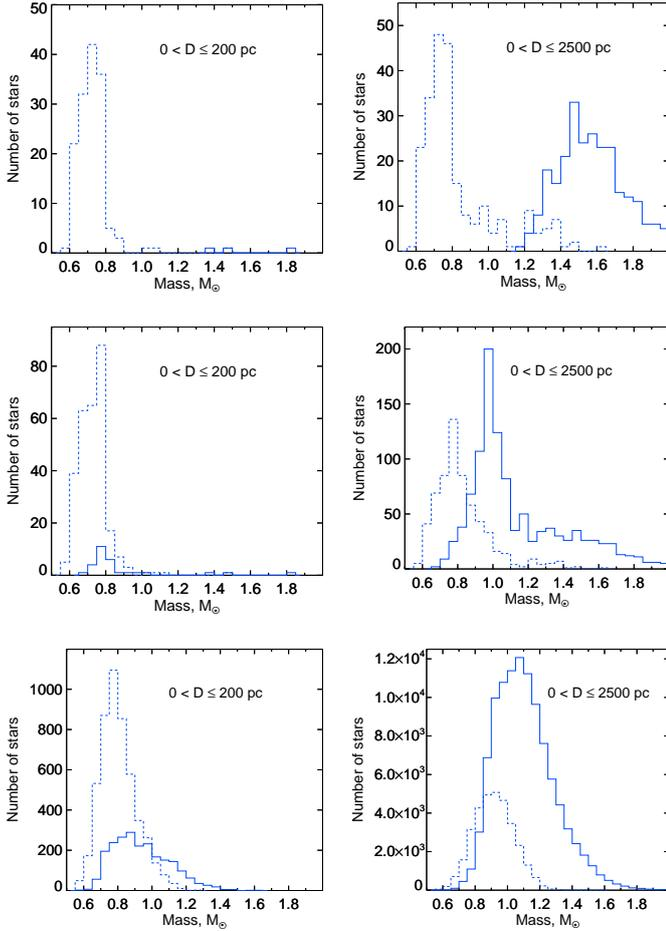 50
40
30
20
10
0
0.6 0.8 1.0 1.2 1.4 1.6 1.8
Number of stars
Mass, M☉
0 < D ≤ 200 pc
50
40
30
20
10
0
0.6 0.8 1.0 1.2 1.4 1.6 1.8
Number of stars
Mass, M☉
0 < D ≤ 2500 pc
80
60
40
20
0
0.6 0.8 1.0 1.2 1.4 1.6 1.8
Number of stars
Mass, M☉
0 < D ≤ 200 pc
200
150
100
50
0
0.6 0.8 1.0 1.2 1.4 1.6 1.8
Number of stars
Mass, M☉
0 < D ≤ 2500 pc
1000
800
600
400
200
0
0.6 0.8 1.0 1.2 1.4 1.6 1.8
Number of stars
Mass, M☉
0 < D ≤ 200 pc
1.2×10⁴
1.0×10⁴
8.0×10³
6.0×10³
4.0×10³
2.0×10³
0
0.6 0.8 1.0 1.2 1.4 1.6 1.8
Number of stars
Mass, M☉
0 < D ≤ 2500 pc